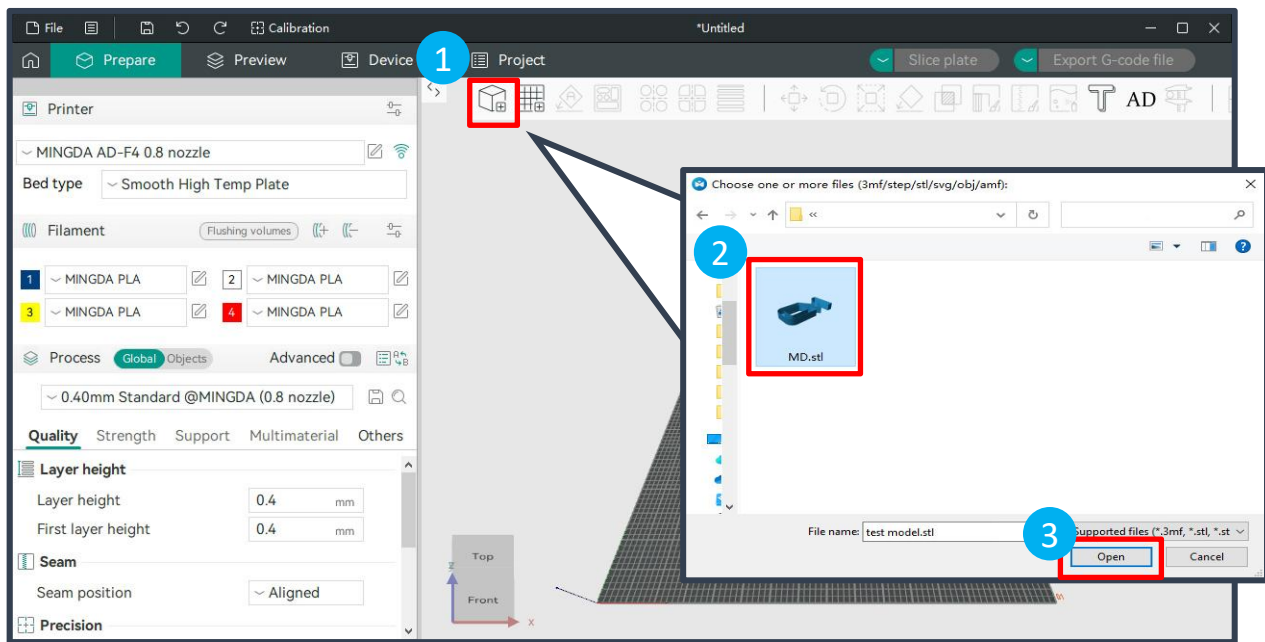 File
Calibration
*Untitled
Prepare
Preview
Device
1
Project
Slice plate
Export G-code file
AD
Printer
MINGDA AD-F4 0.8 nozzle
Bed type
Smooth High Temp Plate
Filament
Flushing volumes
1 MINGDA PLA
2 MINGDA PLA
3 MINGDA PLA
4 MINGDA PLA
Process
Global
Objects
Advanced
0.40mm Standard @MINGDA (0.8 nozzle)
Quality Strength Support Multimaterial Others
Layer height
Layer height 0.4 mm
First layer height 0.4 mm
Seam
Seam position Aligned
Precision
Top
Front
z
x
Choose one or more files (3mf/step/stl/svg/obj/amf):
«
2
MD.stl
File name: test model.stl
3
Supported files (*.3mf, *.stl, *.st
Open
Cancel